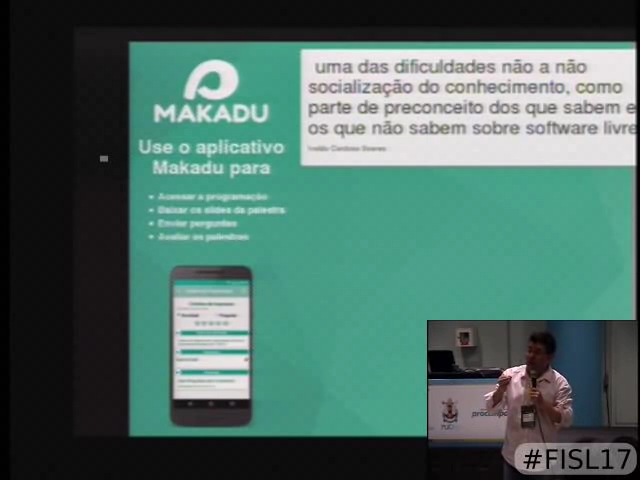 MAKADU
Use o aplicativo
Makadu para
Acessar a programação
Baixar os slides da palestra
Enviar perguntas
Avaliar as palestras
uma das dificuldades não a não
socialização do conhecimento, como
parte de preconceito dos que sabem e
os que não sabem sobre software livre
#FISL17